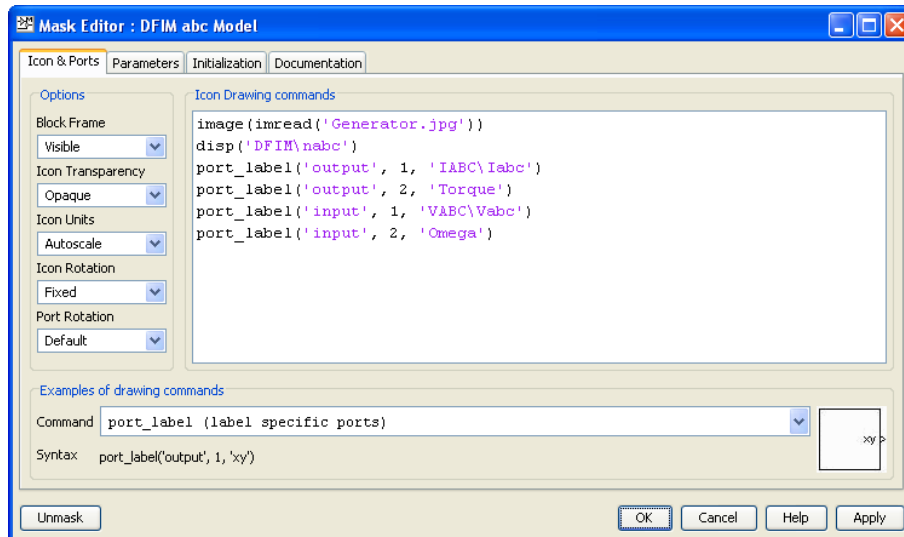 Mask Editor : DFIM abc Model
Icon & Ports Parameters Initialization Documentation
Options
Block Frame
Visible
Icon Transparency
Opaque
Icon Units
Autoscale
Icon Rotation
Fixed
Port Rotation
Default
Icon Drawing commands
image(imread('Generator.jpg'))
disp('DFIM\nabc')
port_label('output', 1, 'IABC\Iabc')
port_label('output', 2, 'Torque')
port_label('input', 1, 'VABC\Vabc')
port_label('input', 2, 'Omega')
Examples of drawing commands
Command port_label (label specific ports)
Syntax port_label('output', 1, 'xy')
xy
Unmask OK Cancel Help Apply